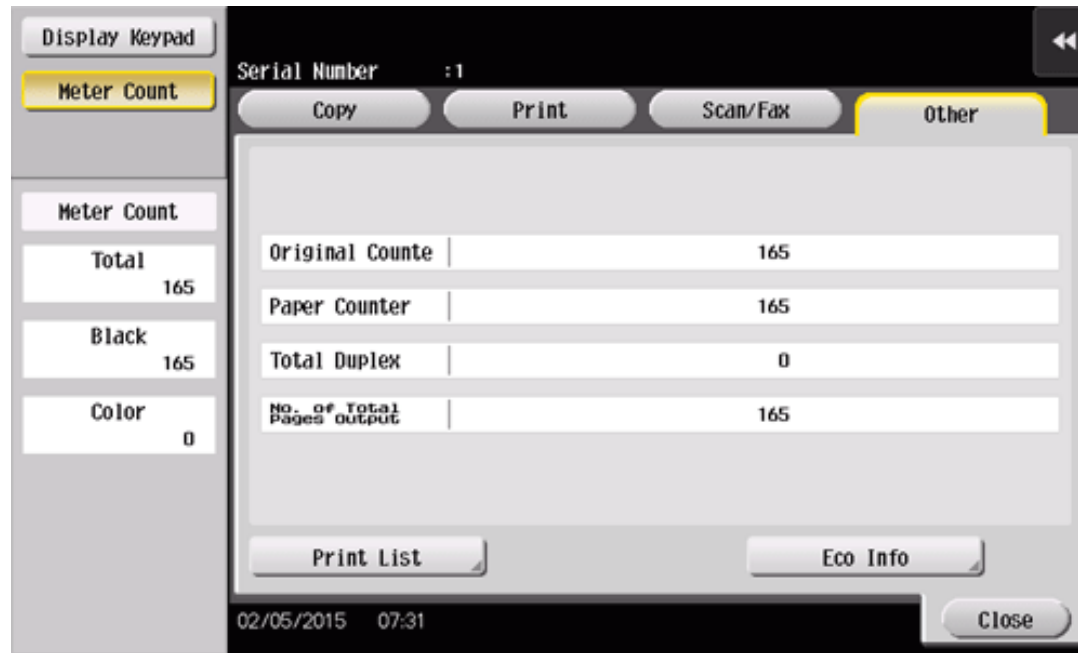 Display Keypad
Meter Count
Serial Number :1
Copy Print Scan/Fax Other
Meter Count
Total
165
Black
165
Color
0
Original Counte 165
Paper Counter 165
Total Duplex 0
No. of Total
Pages output 165
Print List Eco Info
02/05/2015 07:31
Close